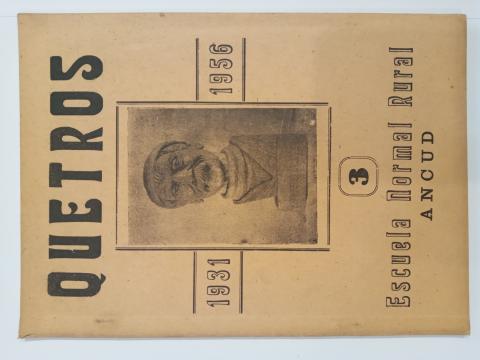 QUETROS
1931 1956
3
Escuela Normal Rural
ANCUD